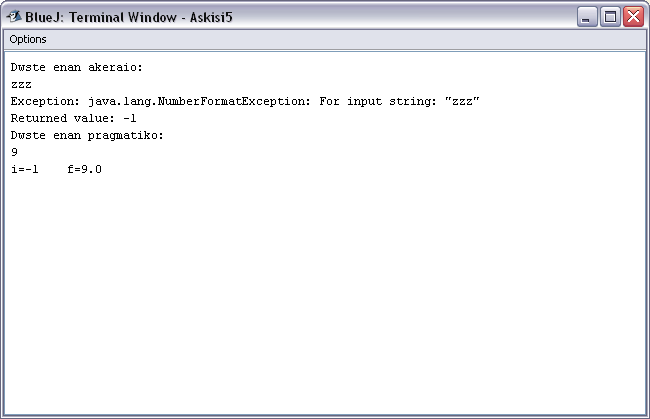 BlueJ: Terminal Window - Askisi5
Options
Dwste enan akeraio:
zzz
Exception: java.lang.NumberFormatException: For input string: "zzz"
Returned value: -1
Dwste enan pragmatiko:
9
i=-1    f=9.0